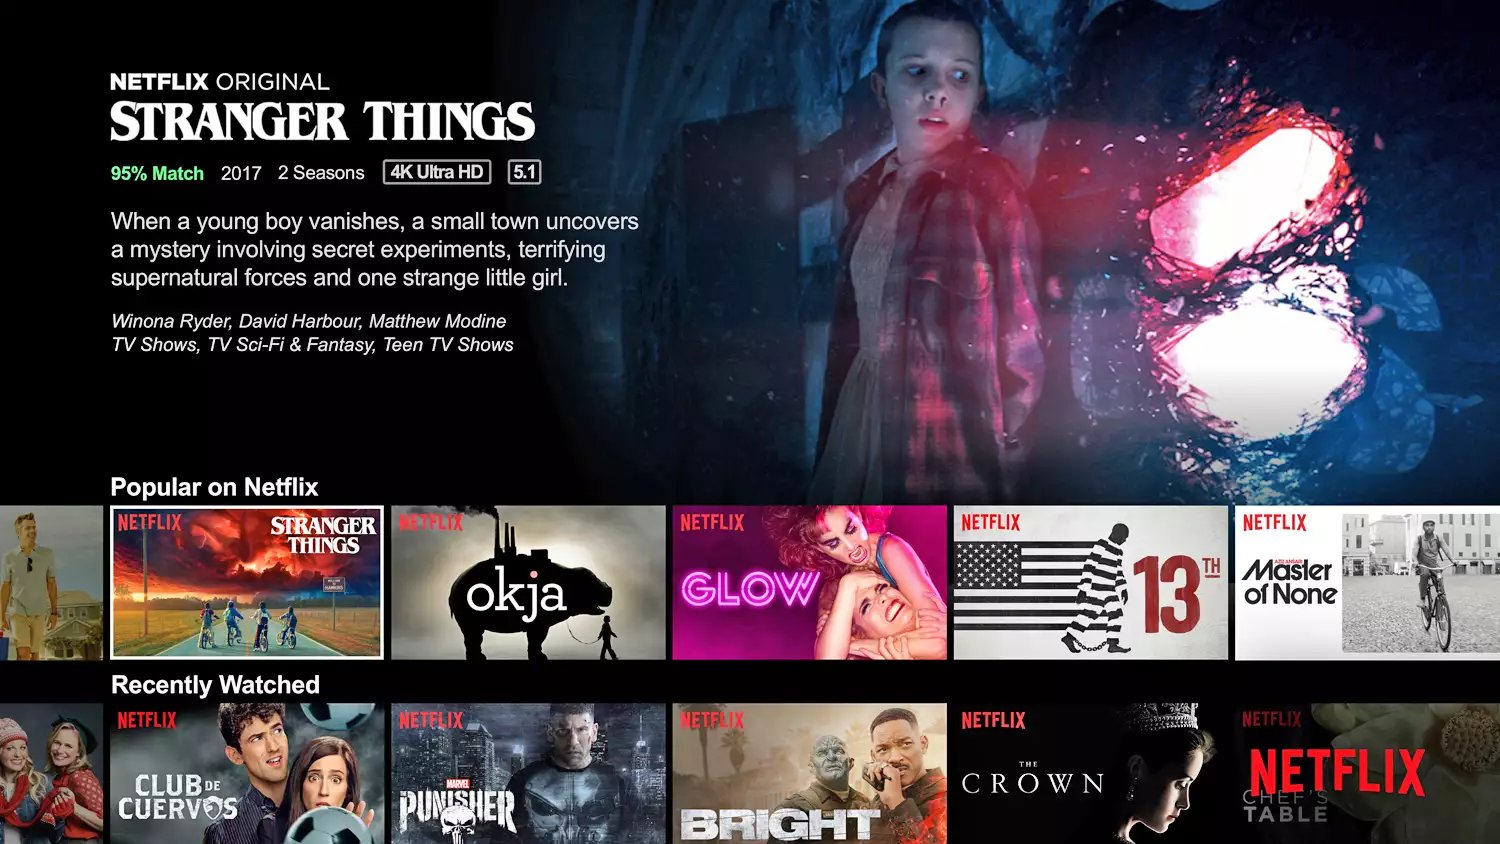 NETFLIX ORIGINAL
STRANGER THINGS
95% Match 2017 2 Seasons 4K Ultra HD 5.1
When a young boy vanishes, a small town uncovers
a mystery involving secret experiments, terrifying
supernatural forces and one strange little girl.
Winona Ryder, David Harbour, Matthew Modine
TV Shows, TV Sci-Fi & Fantasy, Teen TV Shows
Popular on Netflix
NETFLIX
STRANGER
THINGS
NETFLIX
okja
NETFLIX
GLOW
NETFLIX
13TH
NETFLIX
AZIZ ANSARI
Master
of None
Recently Watched
NETFLIX
CLUB DE
CUERVOS
NETFLIX
MARVEL
PUNISHER
NETFLIX
BRIGHT
NETFLIX
THE
CROWN
NETFLIX
NETFLIX
CHEF'S
TABLE